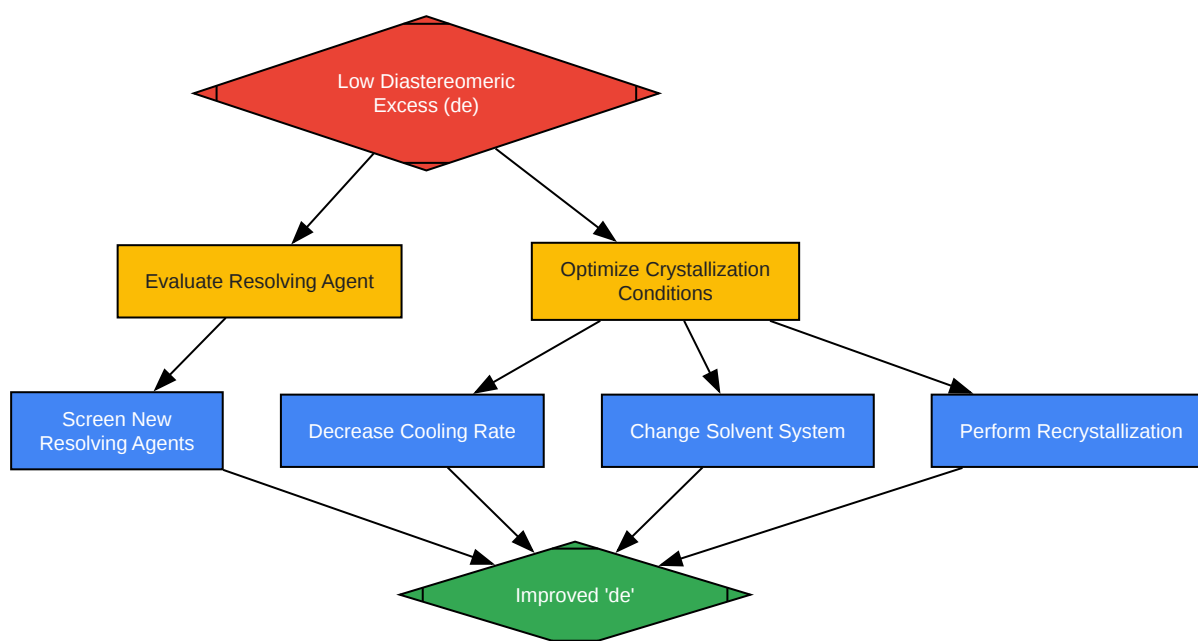 Low Diastereomeric
Excess (de)
Evaluate Resolving Agent
Optimize Crystallization
Conditions
Screen New
Resolving Agents
Decrease Cooling Rate
Change Solvent System
Perform Recrystallization
Improved 'de'